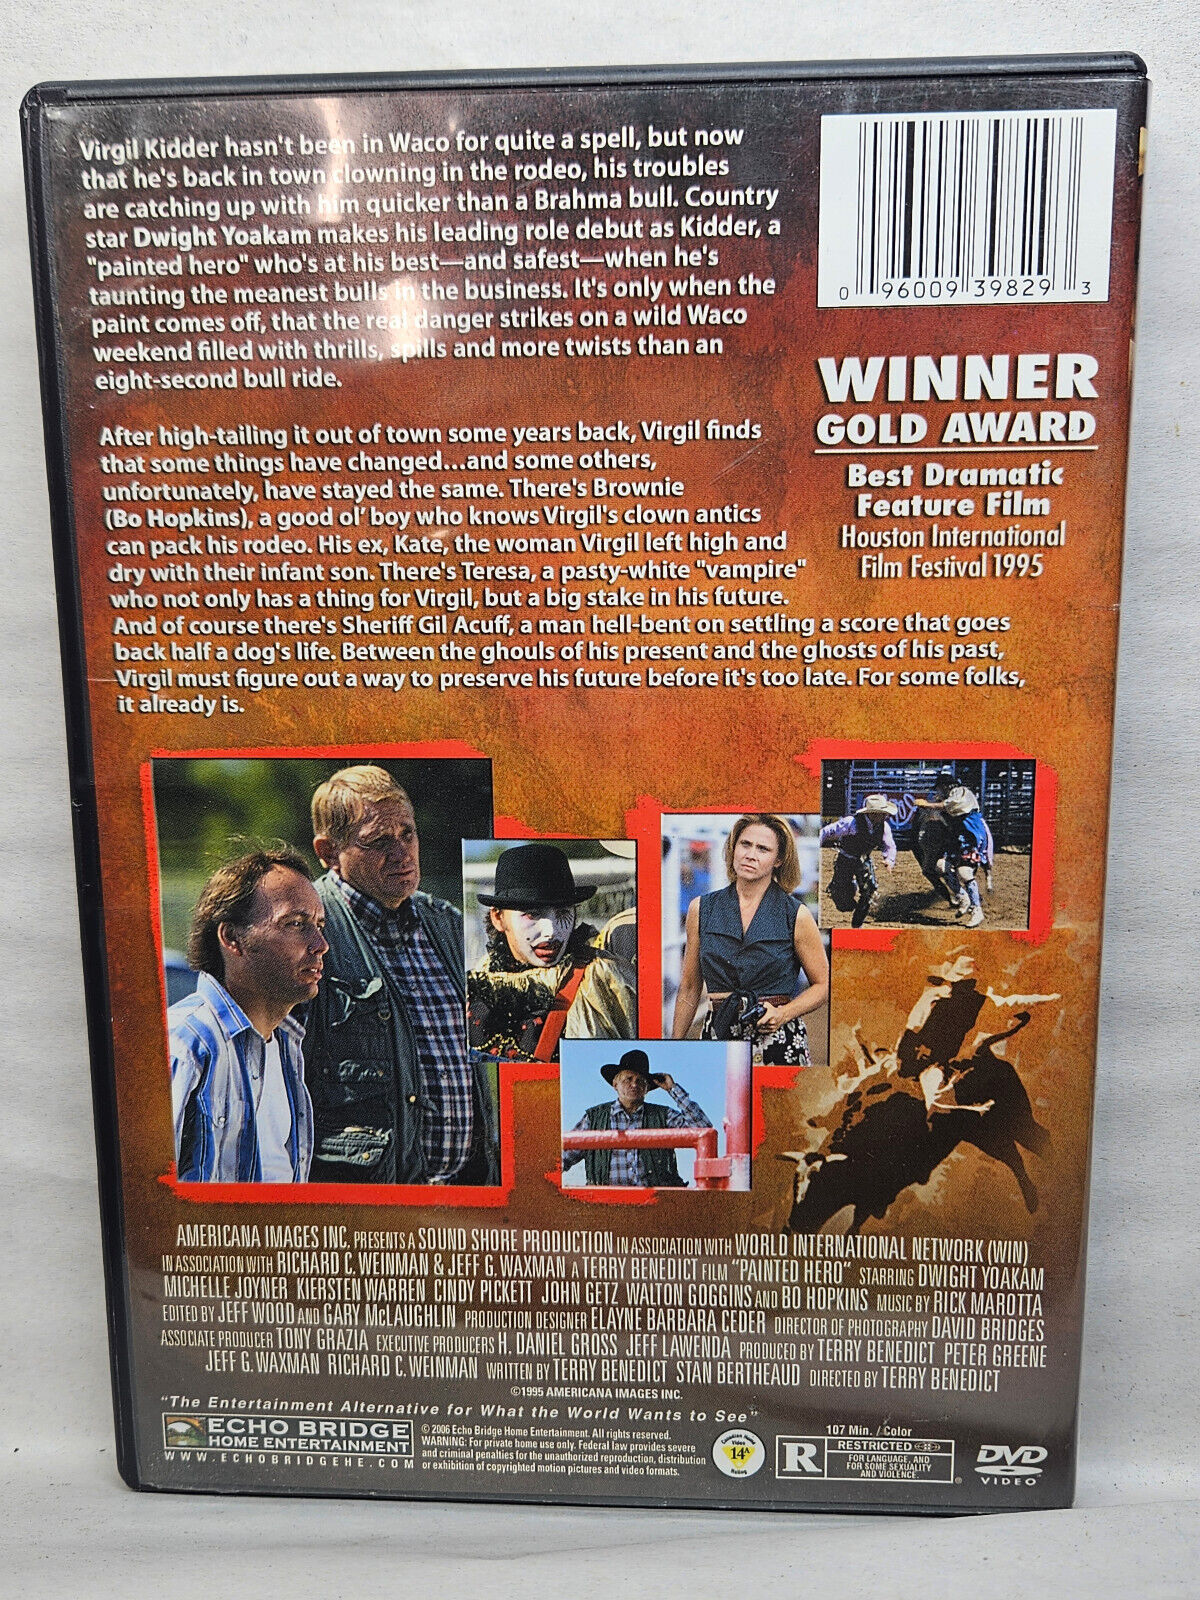 Virgil Kidder hasn't been in Waco for quite a spell, but now
that he's back in town clowning in the rodeo, his troubles
are catching up with him quicker than a Brahma bull. Country
star Dwight Yoakam makes his leading role debut as Kidder, a
"painted hero" who's at his best—and safest—when he's
taunting the meanest bulls in the business. It's only when the
paint comes off, that the real danger strikes on a wild Waco
weekend filled with thrills, spills and more twists than an
eight-second bull ride.
0 96009 39829 3
WINNER
GOLD AWARD
Best Dramatic
Feature Film
Houston International
Film Festival 1995
After high-tailing it out of town some years back, Virgil finds
that some things have changed...and some others,
unfortunately, have stayed the same. There's Brownie
(Bo Hopkins), a good ol' boy who knows Virgil's clown antics
can pack his rodeo. His ex, Kate, the woman Virgil left high and
dry with their infant son. There's Teresa, a pasty-white "vampire"
who not only has a thing for Virgil, but a big stake in his future.
And of course there's Sheriff Gil Acuff, a man hell-bent on settling a score that goes
back half a dog's life. Between the ghouls of his present and the ghosts of his past,
Virgil must figure out a way to preserve his future before it's too late. For some folks,
it already is.
AMERICANA IMAGES INC. PRESENTS A SOUND SHORE PRODUCTION IN ASSOCIATION WITH WORLD INTERNATIONAL NETWORK (WIN)
IN ASSOCIATION WITH RICHARD C. WEINMAN & JEFF G. WAXMAN A TERRY BENEDICT FILM "PAINTED HERO" STARRING DWIGHT YOAKAM
MICHELLE JOYNER KIERSTEN WARREN CINDY PICKETT JOHN GETZ WALTON GOGGINS AND BO HOPKINS MUSIC BY RICK MAROTTA
EDITED BY JEFF WOOD AND GARY McLAUGHLIN PRODUCTION DESIGNER ELAYNE BARBARA CEDER DIRECTOR OF PHOTOGRAPHY DAVID BRIDGES
ASSOCIATE PRODUCER TONY GRAZIA EXECUTIVE PRODUCERS H. DANIEL GROSS JEFF LAWENDA PRODUCED BY TERRY BENEDICT PETER GREENE
JEFF G. WAXMAN RICHARD C. WEINMAN WRITTEN BY TERRY BENEDICT STAN BERTHEAUD DIRECTED BY TERRY BENEDICT
©1995 AMERICANA IMAGES INC.
"The Entertainment Alternative for What the World Wants to See"
ECHO BRIDGE
HOME ENTERTAINMENT
WWW.ECHOBRIDGEHE.COM
© 2006 Echo Bridge Home Entertainment. All rights reserved.
WARNING: For private home use only. Federal law provides severe
and criminal penalties for the unauthorized reproduction, distribution
or exhibition of copyrighted motion pictures and video formats.
Canadian Home
Video
14A
Rating
107 Min. / Color
R
RESTRICTED
FOR LANGUAGE, AND
FOR SOME SEXUALITY
AND VIOLENCE.
DVD
VIDEO